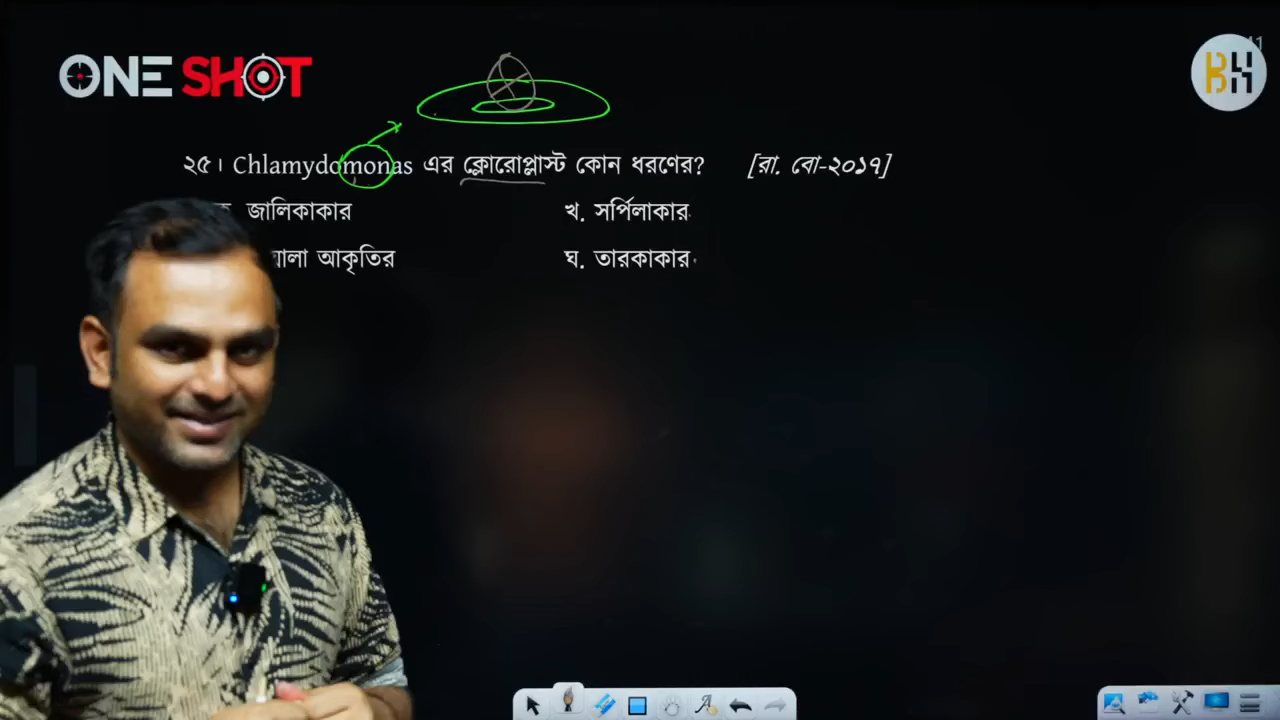 ONE SHOT
২৫। Chlamydomonas এর ক্লোরোপ্লাস্ট কোন ধরণের? [রা. বো-২০১৭]
জালিকাকার খ. সর্পিলাকার
আকৃতির ঘ. তারকাকার